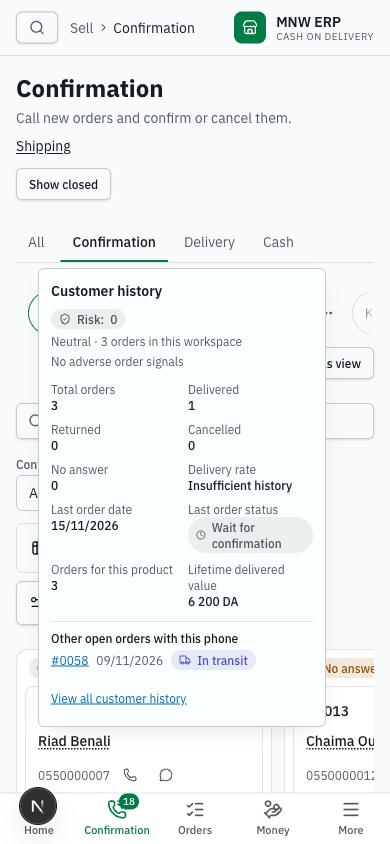 Sell > Confirmation
MNW ERP
CASH ON DELIVERY
Confirmation
Call new orders and confirm or cancel them.
Shipping
Show closed
All Confirmation Delivery Cash
Customer history
Risk: 0
Neutral · 3 orders in this workspace
No adverse order signals
Total orders Delivered
3 1
Returned Cancelled
0 0
No answer Delivery rate
0 Insufficient history
Last order date Last order status
15/11/2026 Wait for
confirmation
Orders for this product Lifetime delivered
value
3 6 200 DA
Other open orders with this phone
#0058 09/11/2026 In transit
View all customer history
K
view
No answe
013
Riad Benali Chaima Ou
0550000007 0550000012
N 18
Home Confirmation Orders Money More